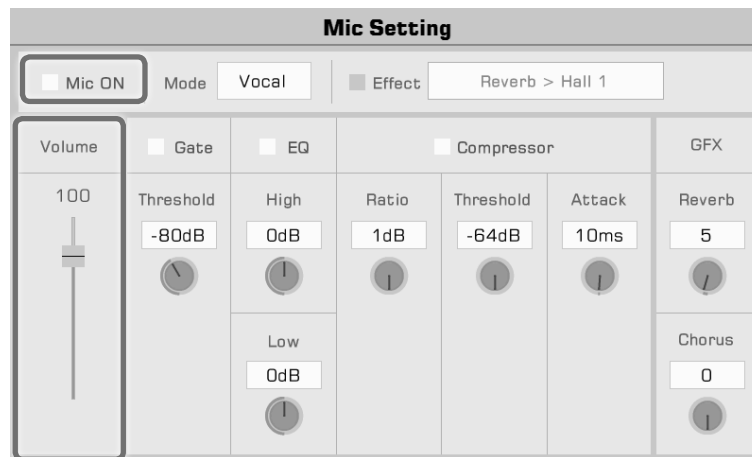 Mic Setting
Mic ON Mode Vocal Effect Reverb > Hall 1
Volume Gate EQ Compressor GFX
100 Threshold High Ratio Threshold Attack Reverb
-80dB 0dB 1dB -64dB 10ms 5
Low Chorus
0dB 0